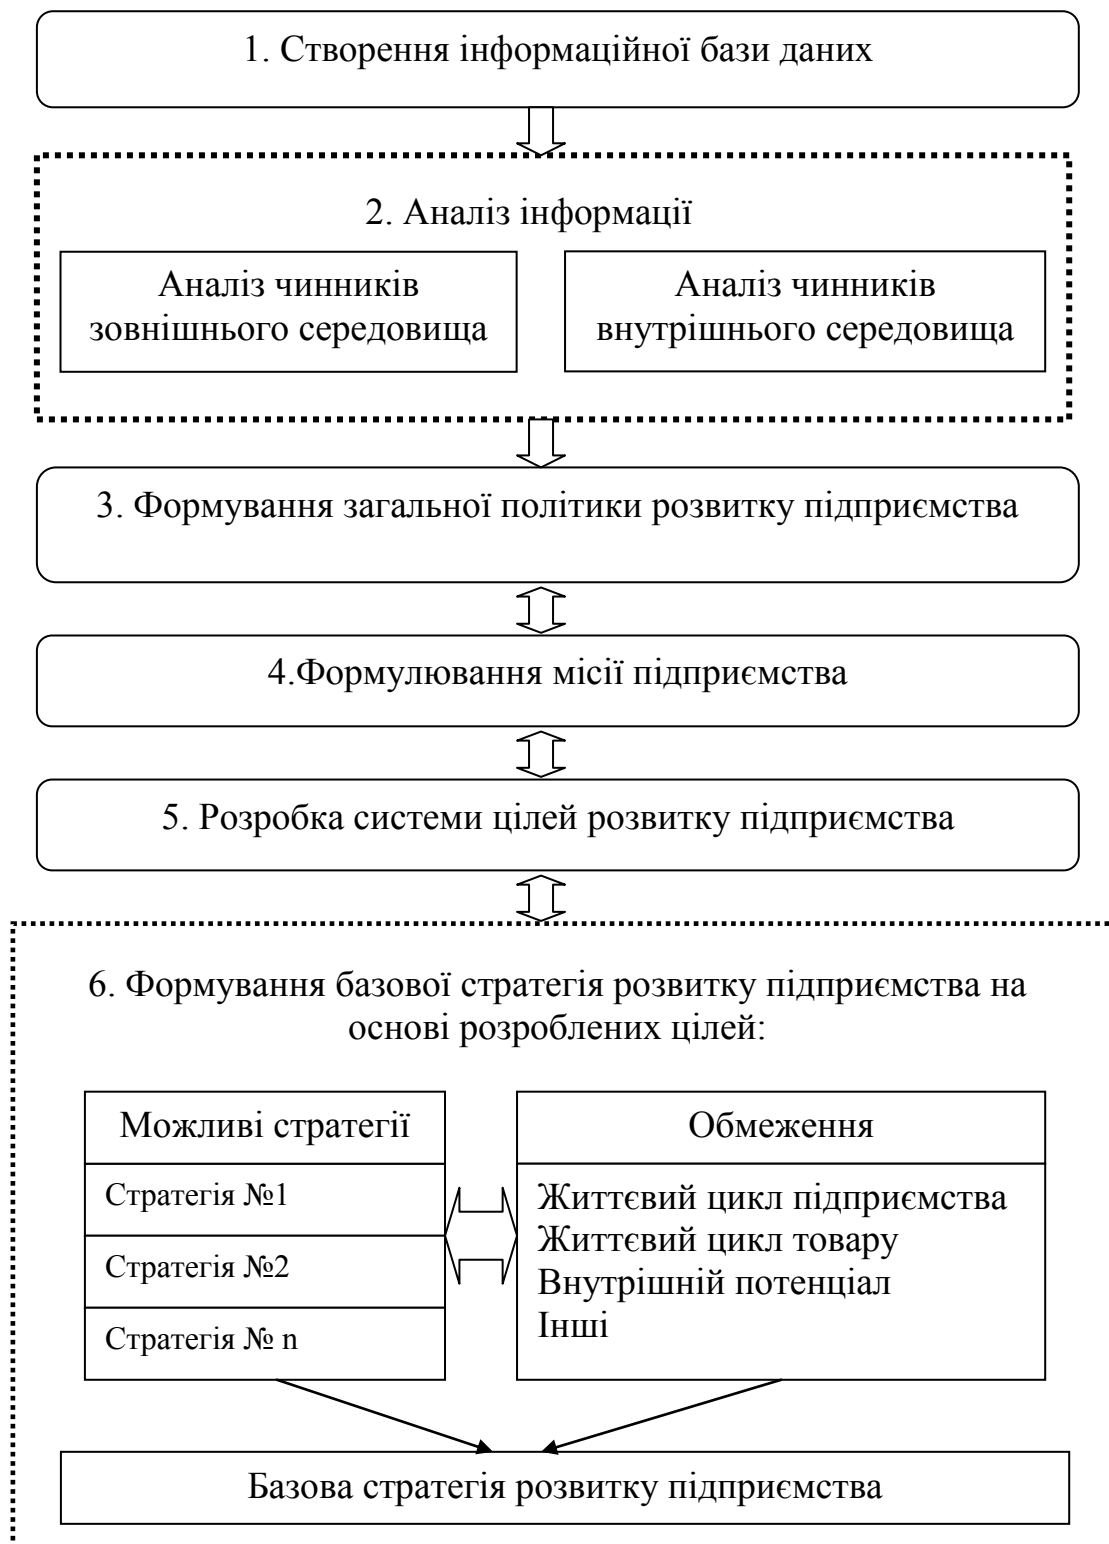 1. Створення інформаційної бази даних
2. Аналіз інформації
Аналіз чинників
зовнішнього середовища
Аналіз чинників
внутрішнього середовища
3. Формування загальної політики розвитку підприємства
4.Формулювання місії підприємства
5. Розробка системи цілей розвитку підприємства
6. Формування базової стратегія розвитку підприємства на
основі розроблених цілей:
Можливі стратегії
Стратегія №1
Стратегія №2
Стратегія № n
Обмеження
Життєвий цикл підприємства
Життєвий цикл товару
Внутрішній потенціал
Інші
Базова стратегія розвитку підприємства